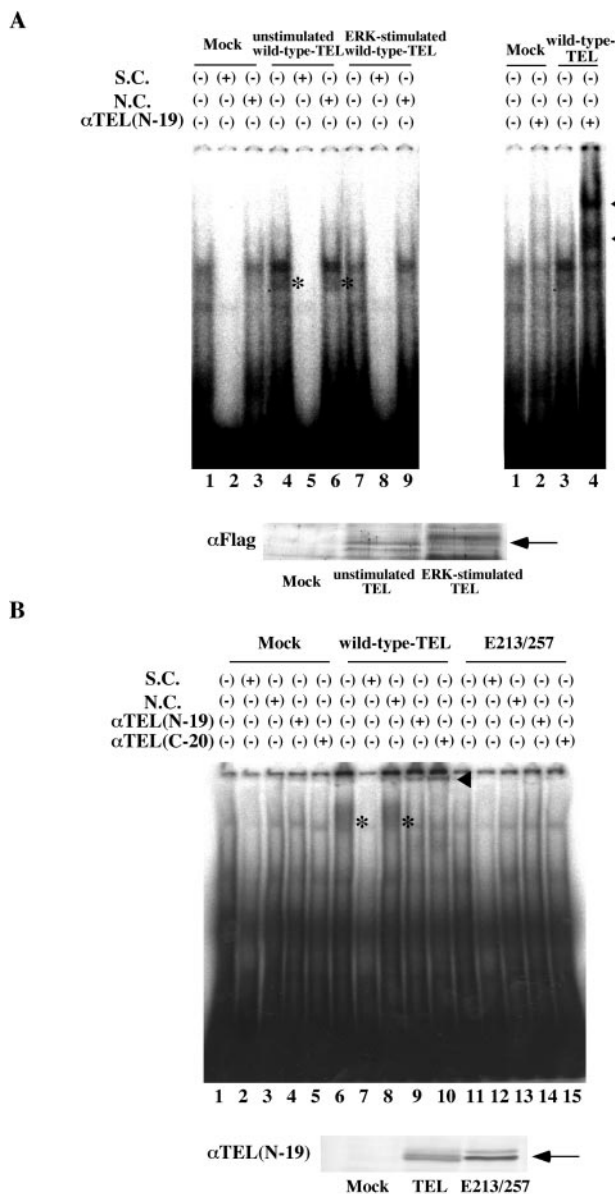 A
Mock unstimulated wild-type-TEL ERK-stimulated wild-type-TEL Mock wild-type-TEL
S.C. (-) (+) (-) (-) (+) (-) (-) (+) (-) (-) (-) (-) (-)
N.C. (-) (-) (+) (-) (-) (+) (-) (-) (+) (-) (-) (-) (-)
αTEL(N-19) (-) (-) (-) (-) (-) (-) (-) (-) (-) (-) (+) (-) (+)
* *
1 2 3 4 5 6 7 8 9 1 2 3 4
αFlag
Mock unstimulated TEL ERK-stimulated TEL
B
Mock wild-type-TEL E213/257
S.C. (-) (+) (-) (-) (-) (-) (+) (-) (-) (-) (-) (+) (-) (-) (-)
N.C. (-) (-) (+) (-) (-) (-) (-) (+) (-) (-) (-) (-) (+) (-) (-)
αTEL(N-19) (-) (-) (-) (+) (-) (-) (-) (-) (+) (-) (-) (-) (-) (+) (-)
αTEL(C-20) (-) (-) (-) (-) (+) (-) (-) (-) (-) (+) (-) (-) (-) (-) (+)
* *
1 2 3 4 5 6 7 8 9 10 11 12 13 14 15
αTEL(N-19)
Mock TEL E213/257